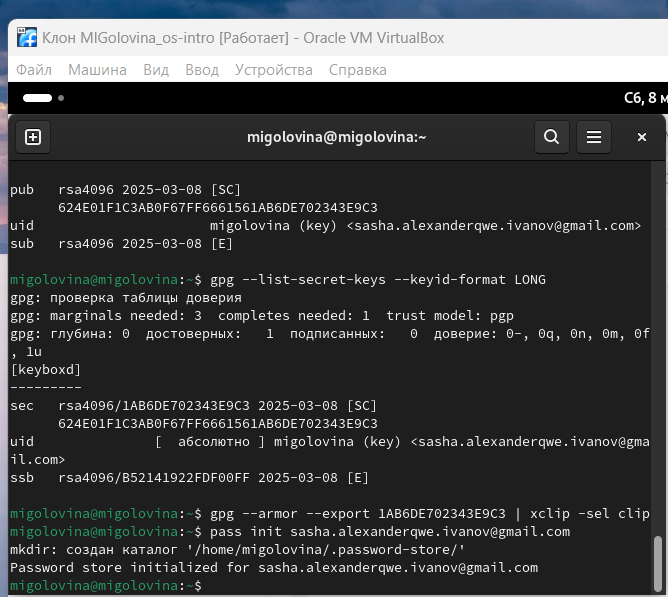 Клон MIGolovina_os-intro [Работает] - Oracle VM VirtualBox
Файл Машина Вид Ввод Устройства Справка
Сб, 8 м
migolovina@migolovina:~
pub   rsa4096 2025-03-08 [SC]
      624E01F1C3AB0F67FF6661561AB6DE702343E9C3
uid                      migolovina (key) <sasha.alexanderqwe.ivanov@gmail.com>
sub   rsa4096 2025-03-08 [E]
migolovina@migolovina:~$ gpg --list-secret-keys --keyid-format LONG
gpg: проверка таблицы доверия
gpg: marginals needed: 3  completes needed: 1  trust model: pgp
gpg: глубина: 0  достоверных:   1  подписанных:   0  доверие: 0-, 0q, 0n, 0m, 0f
, 1u
[keyboxd]
---------
sec   rsa4096/1AB6DE702343E9C3 2025-03-08 [SC]
      624E01F1C3AB0F67FF6661561AB6DE702343E9C3
uid               [  абсолютно ] migolovina (key) <sasha.alexanderqwe.ivanov@gma
il.com>
ssb   rsa4096/B52141922FDF00FF 2025-03-08 [E]
migolovina@migolovina:~$ gpg --armor --export 1AB6DE702343E9C3 | xclip -sel clip
migolovina@migolovina:~$ pass init sasha.alexanderqwe.ivanov@gmail.com
mkdir: создан каталог '/home/migolovina/.password-store/'
Password store initialized for sasha.alexanderqwe.ivanov@gmail.com
migolovina@migolovina:~$